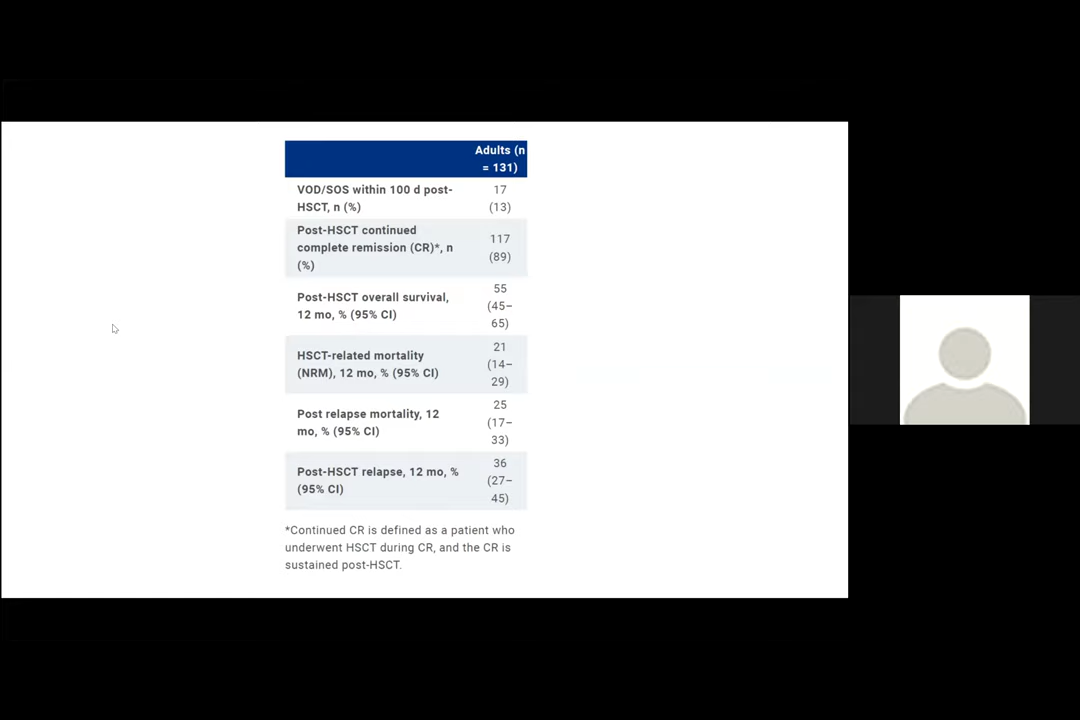 Adults (n
= 131)
VOD/SOS within 100 d post-
HSCT, n (%)
17
(13)
Post-HSCT continued
complete remission (CR)*, n
(%)
117
(89)
Post-HSCT overall survival,
12 mo, % (95% CI)
55
(45–
65)
HSCT-related mortality
(NRM), 12 mo, % (95% CI)
21
(14–
29)
Post relapse mortality, 12
mo, % (95% CI)
25
(17–
33)
Post-HSCT relapse, 12 mo, %
(95% CI)
36
(27–
45)
*Continued CR is defined as a patient who
underwent HSCT during CR, and the CR is
sustained post-HSCT.